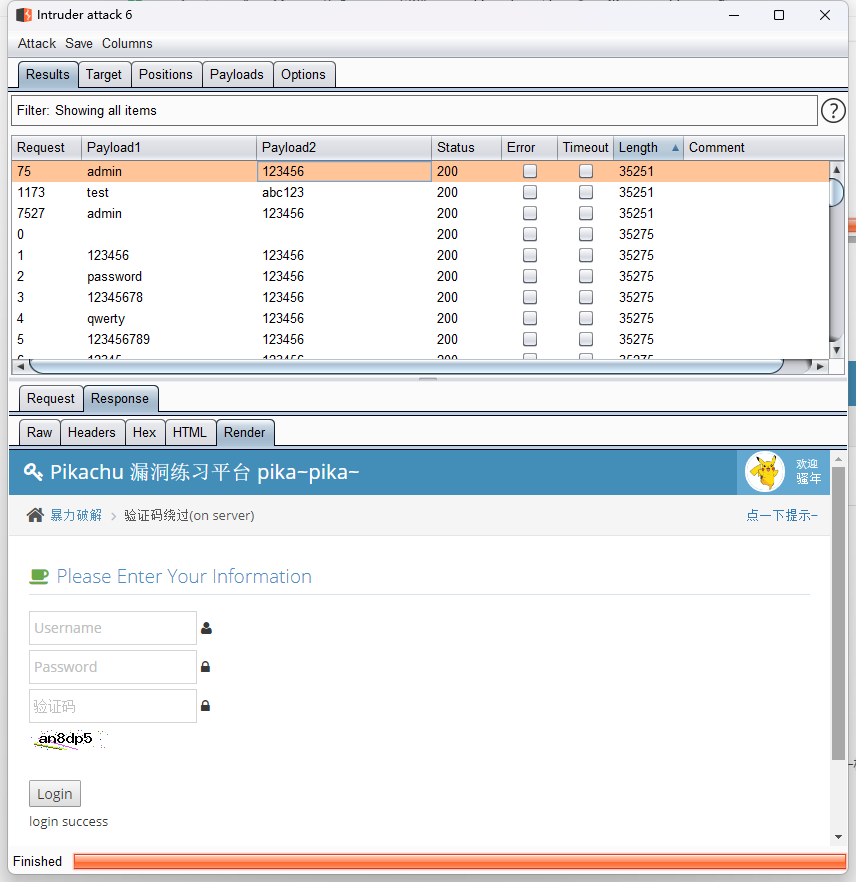 Intruder attack 6
Attack Save Columns
Results Target Positions Payloads Options
Filter: Showing all items ?
Request Payload1 Payload2 Status Error Timeout Length Comment
75 admin 123456 200 35251
1173 test abc123 200 35251
7527 admin 123456 200 35251
0 200 35275
1 123456 123456 200 35275
2 password 123456 200 35275
3 12345678 123456 200 35275
4 qwerty 123456 200 35275
5 123456789 123456 200 35275
6 12345 123456 200 35275
Request Response
Raw Headers Hex HTML Render
Pikachu 漏洞练习平台 pika~pika~
欢迎
骚年
暴力破解 > 验证码绕过(on server) 点一下提示~
Please Enter Your Information
Username
Password
验证码
an8dp5
Login
login success
Finished